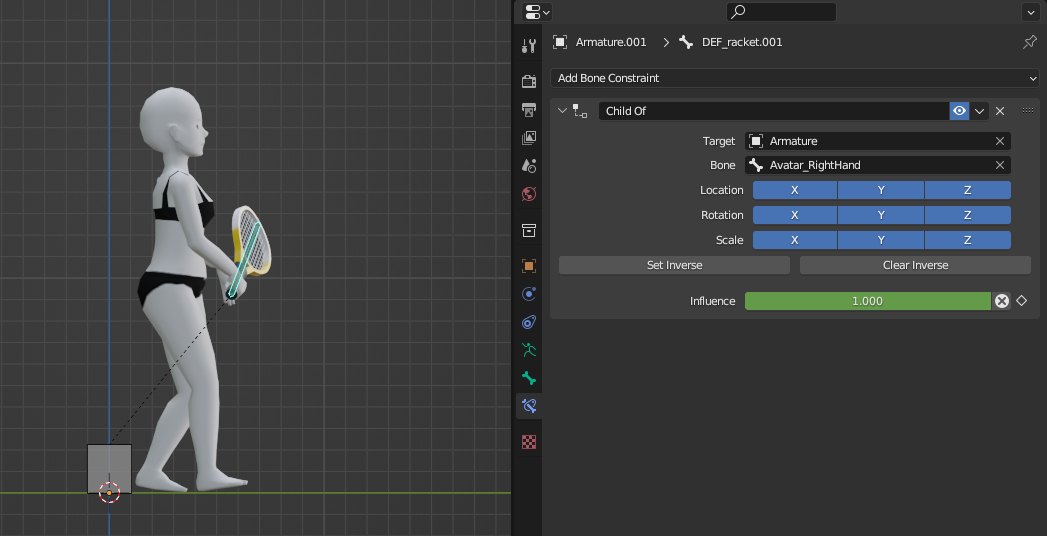 Armature.001 > DEF_racket.001
Add Bone Constraint
Child Of
Target Armature
Bone Avatar_RightHand
Location X Y Z
Rotation X Y Z
Scale X Y Z
Set Inverse Clear Inverse
Influence 1.000